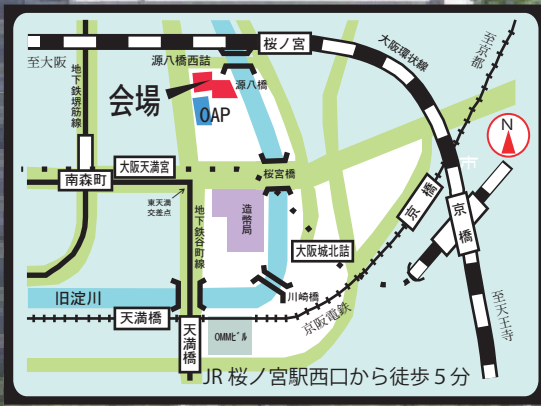 桜ノ宮
大阪環状線
至京都
至大阪
源八橋西詰
源八橋
地下鉄堺筋線
会場
OAP
N
大阪天満宮
南森町
桜宮橋
京橋
京橋
東天満
交差点
地下鉄谷町線
造幣局
大阪城北詰
旧淀川
川崎橋
天満橋
京阪電鉄
至天王寺
天満橋
OMMビル
JR 桜ノ宮駅西口から徒歩 5 分